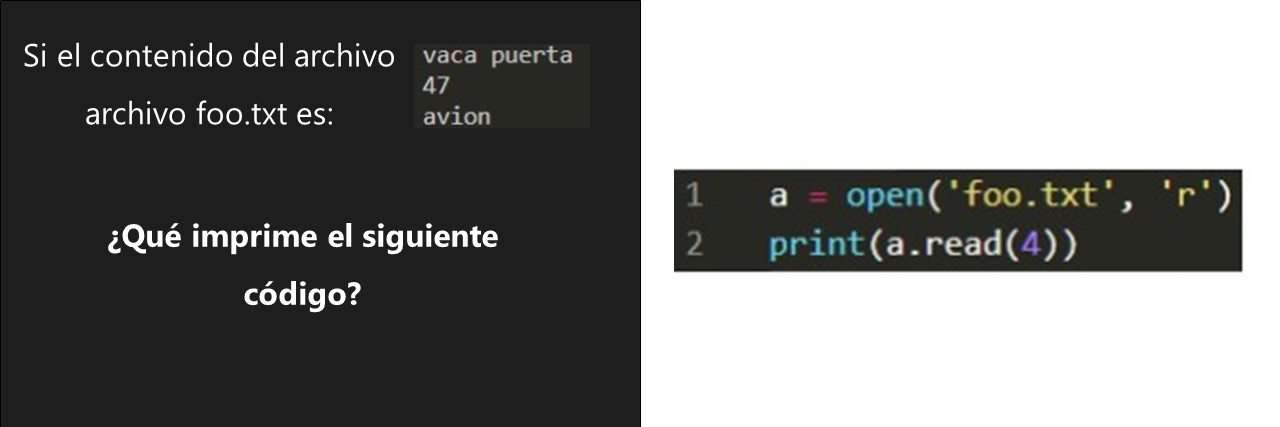 Si el contenido del archivo
archivo foo.txt es:
vaca puerta
47
avion
¿Qué imprime el siguiente
código?
1 a = open('foo.txt', 'r')
2 print(a.read(4))